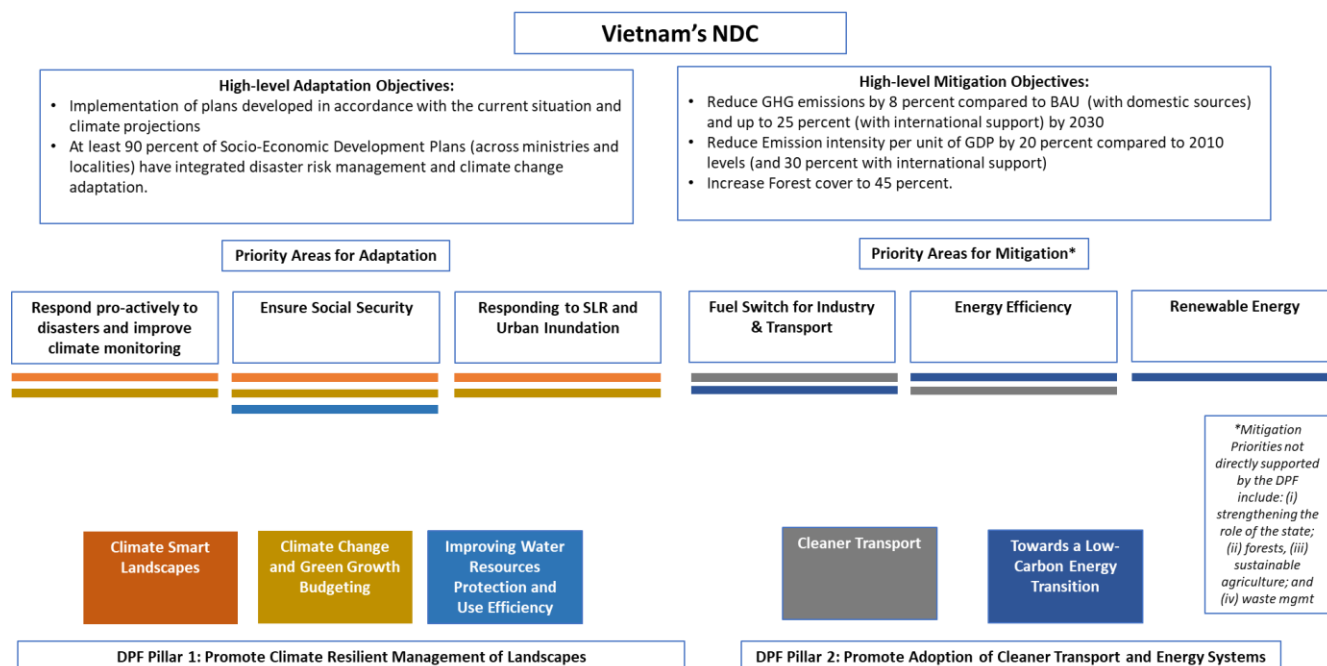 Vietnam's NDC
High-level Adaptation Objectives:
• Implementation of plans developed in accordance with the current situation and
climate projections
• At least 90 percent of Socio-Economic Development Plans (across ministries and
localities) have integrated disaster risk management and climate change
adaptation.
High-level Mitigation Objectives:
• Reduce GHG emissions by 8 percent compared to BAU (with domestic sources)
and up to 25 percent (with international support) by 2030
• Reduce Emission intensity per unit of GDP by 20 percent compared to 2010
levels (and 30 percent with international support)
• Increase Forest cover to 45 percent.
Priority Areas for Adaptation
Priority Areas for Mitigation*
Respond pro-actively to
disasters and improve
climate monitoring
Ensure Social Security
Responding to SLR and
Urban Inundation
Fuel Switch for Industry
& Transport
Energy Efficiency
Renewable Energy
*Mitigation
Priorities not
directly supported
by the DPF
include: (i)
strengthening the
role of the state;
(ii) forests, (iii)
sustainable
agriculture; and
(iv) waste mgmt
Climate Smart
Landscapes
Climate Change
and Green Growth
Budgeting
Improving Water
Resources
Protection and
Use Efficiency
Cleaner Transport
Towards a Low-
Carbon Energy
Transition
DPF Pillar 1: Promote Climate Resilient Management of Landscapes
DPF Pillar 2: Promote Adoption of Cleaner Transport and Energy Systems